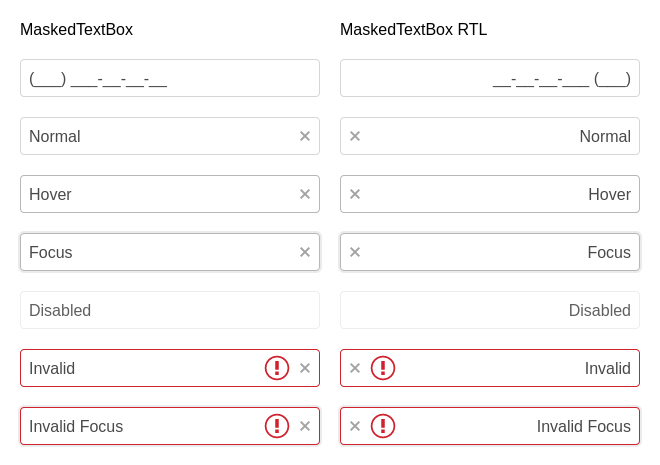 MaskedTextBox MaskedTextBox RTL
(___) ___-__-__-__ __-__-__-___ (___)
Normal Normal
Hover Hover
Focus Focus
Disabled Disabled
Invalid Invalid
Invalid Focus Invalid Focus